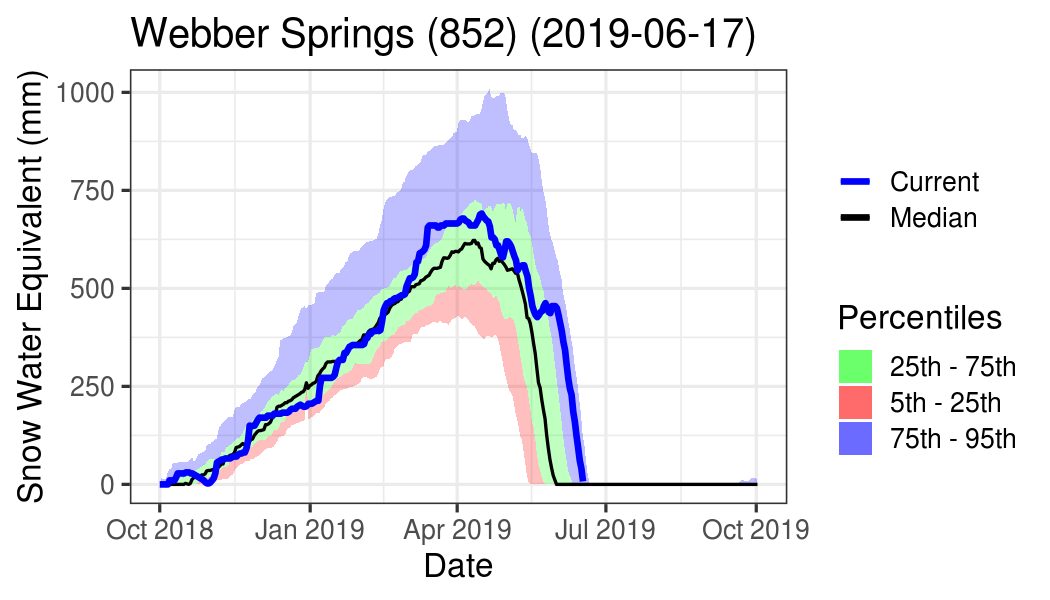 Webber Springs (852) (2019-06-17)
Snow Water Equivalent (mm)
1000
750
500
250
0
Oct 2018
Jan 2019
Apr 2019
Jul 2019
Oct 2019
Date
Current
Median
Percentiles
25th - 75th
5th - 25th
75th - 95th